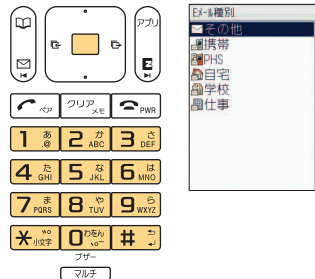 アプリ
ペア
クリア
メモ
PWR
1 あ .@
2 か ABC
3 さ DEF
4 た GHI
5 な JKL
6 は MNO
7 ま PQRS
8 や TUV
9 ら WXYZ
* 小文字
0 わをん
#
ブザー
マルチ
Eメール種別
その他
携帯
PHS
自宅
学校
仕事